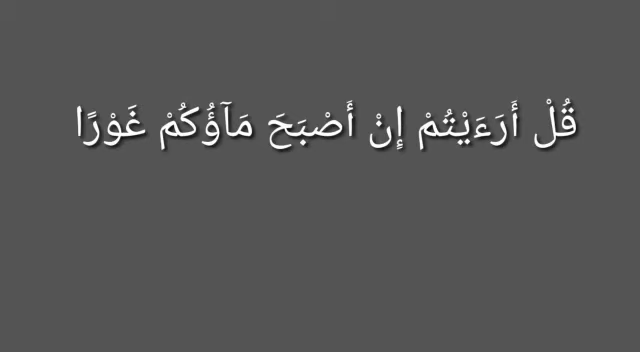 قُلْ أَرَءَيْتُمْ إِنْ أَصْبَحَ مَآؤُكُمْ غَوْرًا